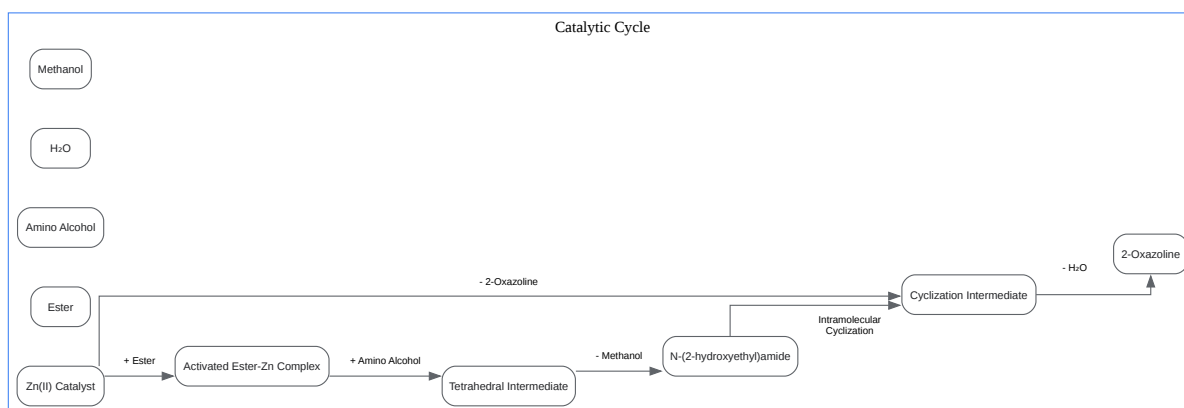 Catalytic Cycle
Methanol
H₂O
Amino Alcohol
2-Oxazoline
- H₂O
- 2-Oxazoline
Cyclization Intermediate
Ester
Intramolecular
Cyclization
+ Ester
Activated Ester-Zn Complex
+ Amino Alcohol
- Methanol
N-(2-hydroxyethyl)amide
Zn(II) Catalyst
Tetrahedral Intermediate